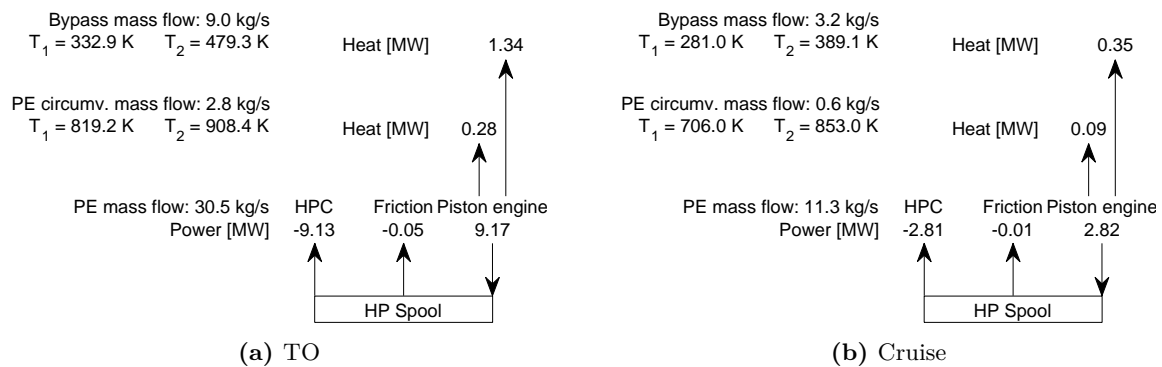 Bypass mass flow: 9.0 kg/s
T1 = 332.9 K T2 = 479.3 K Heat [MW] 1.34
PE circumv. mass flow: 2.8 kg/s
T1 = 819.2 K T2 = 908.4 K Heat [MW] 0.28
PE mass flow: 30.5 kg/s HPC Friction Piston engine
Power [MW] -9.13 -0.05 9.17
HP Spool
(a) TO
Bypass mass flow: 3.2 kg/s
T1 = 281.0 K T2 = 389.1 K Heat [MW] 0.35
PE circumv. mass flow: 0.6 kg/s
T1 = 706.0 K T2 = 853.0 K Heat [MW] 0.09
PE mass flow: 11.3 kg/s HPC Friction Piston engine
Power [MW] -2.81 -0.01 2.82
HP Spool
(b) Cruise